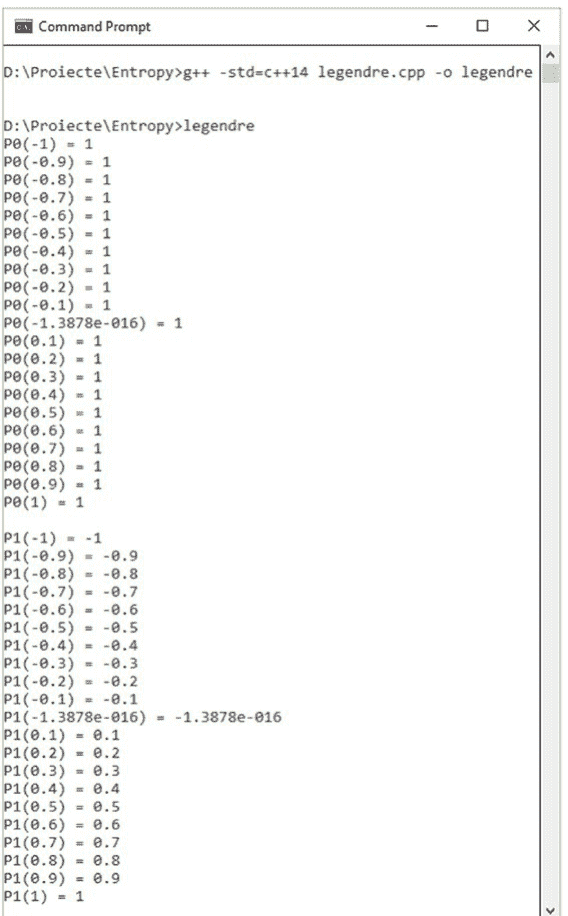 Command Prompt
D:\Proiecte\Entropy>g++ -std=c++14 legendre.cpp -o legendre
D:\Proiecte\Entropy>legendre
P0(-1) = 1
P0(-0.9) = 1
P0(-0.8) = 1
P0(-0.7) = 1
P0(-0.6) = 1
P0(-0.5) = 1
P0(-0.4) = 1
P0(-0.3) = 1
P0(-0.2) = 1
P0(-0.1) = 1
P0(-1.3878e-016) = 1
P0(0.1) = 1
P0(0.2) = 1
P0(0.3) = 1
P0(0.4) = 1
P0(0.5) = 1
P0(0.6) = 1
P0(0.7) = 1
P0(0.8) = 1
P0(0.9) = 1
P0(1) = 1
P1(-1) = -1
P1(-0.9) = -0.9
P1(-0.8) = -0.8
P1(-0.7) = -0.7
P1(-0.6) = -0.6
P1(-0.5) = -0.5
P1(-0.4) = -0.4
P1(-0.3) = -0.3
P1(-0.2) = -0.2
P1(-0.1) = -0.1
P1(-1.3878e-016) = -1.3878e-016
P1(0.1) = 0.1
P1(0.2) = 0.2
P1(0.3) = 0.3
P1(0.4) = 0.4
P1(0.5) = 0.5
P1(0.6) = 0.6
P1(0.7) = 0.7
P1(0.8) = 0.8
P1(0.9) = 0.9
P1(1) = 1